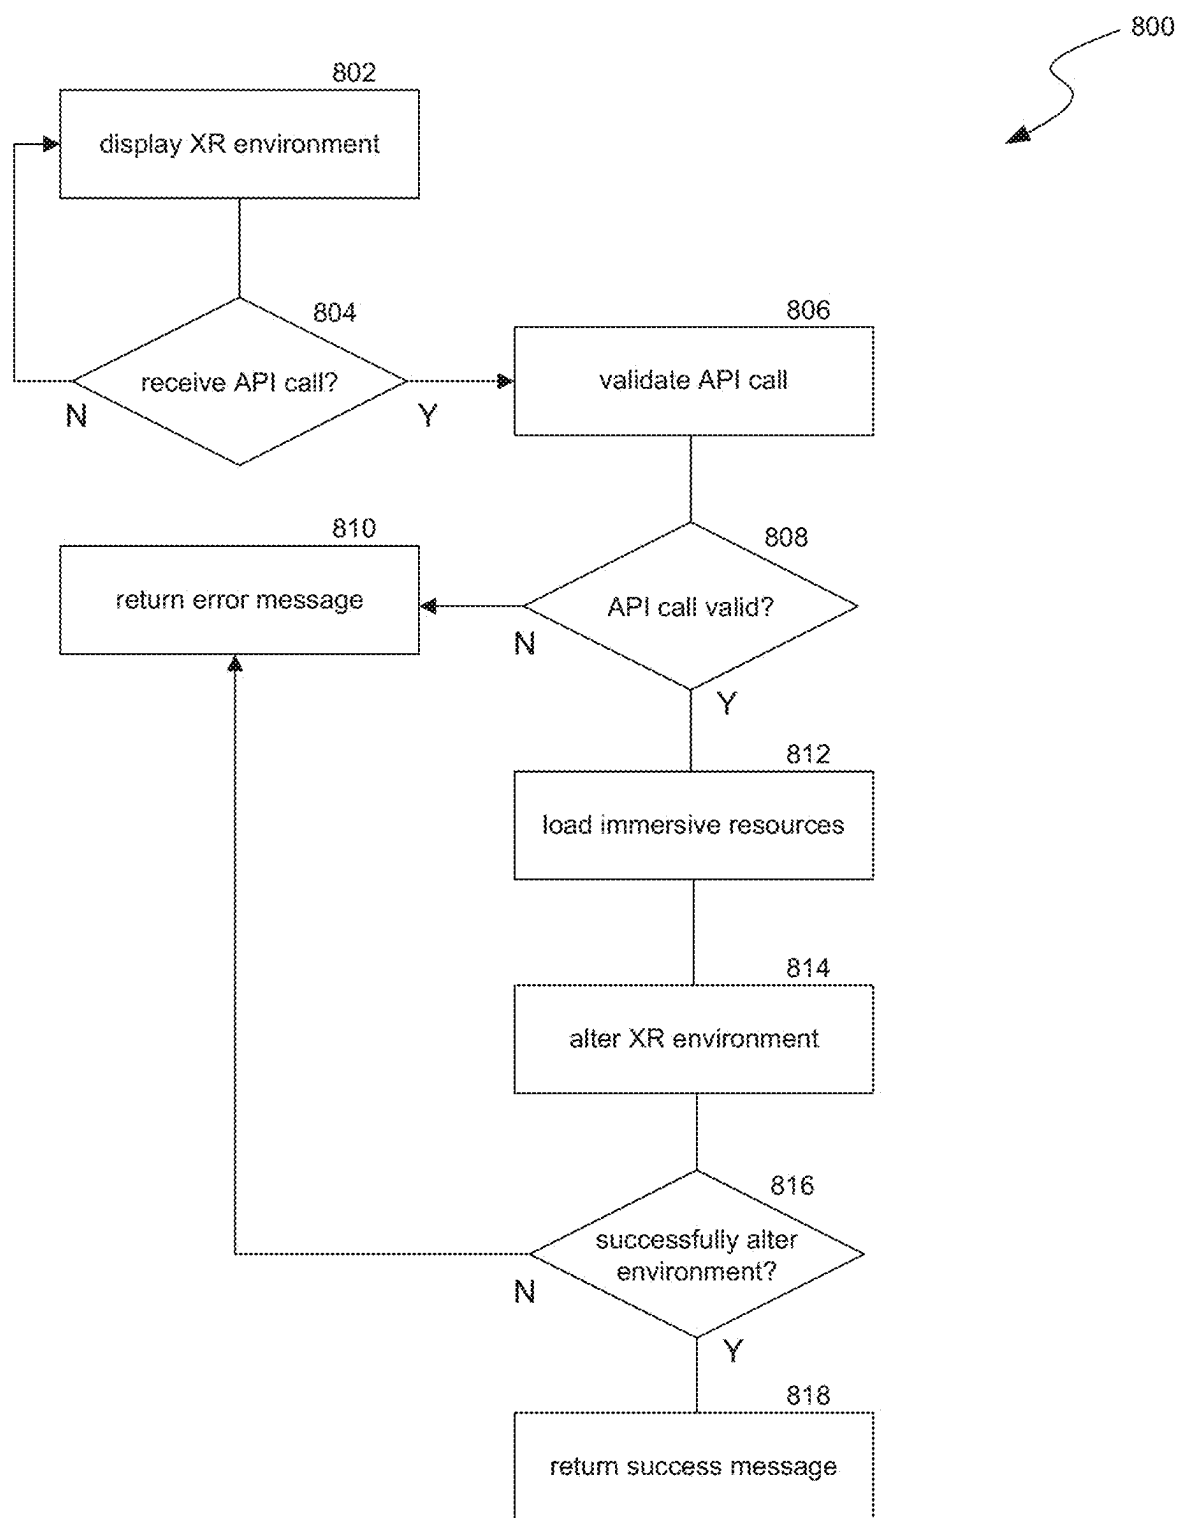 800
802
display XR environment
804
receive API call?
N
Y
806
validate API call
808
API call valid?
N
Y
810
return error message
812
load immersive resources
814
alter XR environment
816
successfully alter
environment?
N
Y
818
return success message